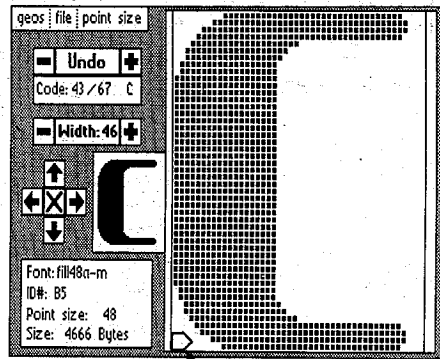 geos file point size
Undo
Code: 43/67 C
Width: 46
Font: fill48a-m
ID#: B5
Point size: 48
Size: 4666 Bytes